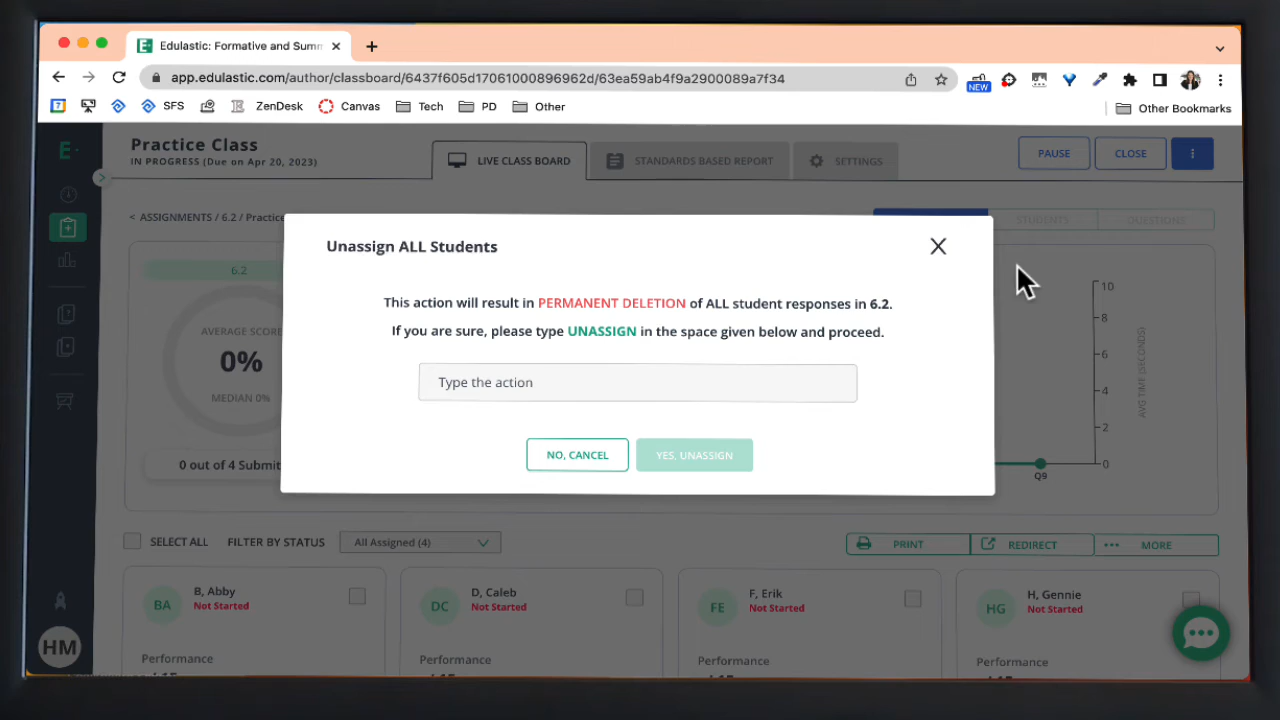 Edulastic: Formative and Summ
app.edulastic.com/author/classboard/6437f605d17061000896962d/63ea59ab4f9a2900089a7f34
NEW
SFS
ZenDesk
Canvas
Tech
PD
Other
Other Bookmarks
Practice Class
IN PROGRESS (Due on Apr 20, 2023)
LIVE CLASS BOARD
STANDARDS BASED REPORT
SETTINGS
PAUSE
CLOSE
< ASSIGNMENTS / 6.2 / Practice
STUDENTS
QUESTIONS
Unassign ALL Students
This action will result in PERMANENT DELETION of ALL student responses in 6.2.
If you are sure, please type UNASSIGN in the space given below and proceed.
Type the action
NO, CANCEL
YES, UNASSIGN
6.2
AVERAGE SCORE
0%
MEDIAN 0%
0 out of 4 Submit
10
8
6
4
2
0
AVG TIME (SECONDS)
Q9
SELECT ALL
FILTER BY STATUS
All Assigned (4)
PRINT
REDIRECT
MORE
BA
B, Abby
Not Started
Performance
DC
D, Caleb
Not Started
Performance
FE
F, Erik
Not Started
Performance
HG
H, Gennie
Not Started
Performance
HM